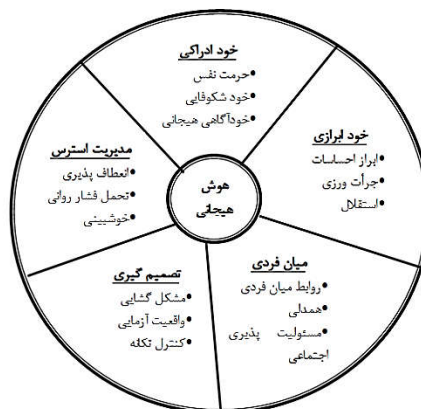 خود ادراکی
•حرمت نفس
•خود شکوفایی
•خودآگاهی هیجانی
خود ابرازی
•ابراز احساسات
•جرأت ورزی
•استقلال
مدیریت استرس
•انعطاف پذیری
•تحمل فشار روانی
•خوشبینی
هوش
هیجانی
تصمیم گیری
•مشکل گشایی
•واقعیت آزمایی
•کنترل تکانه
میان فردی
•روابط میان فردی
•همدلی
•مسئولیت پذیری
اجتماعی